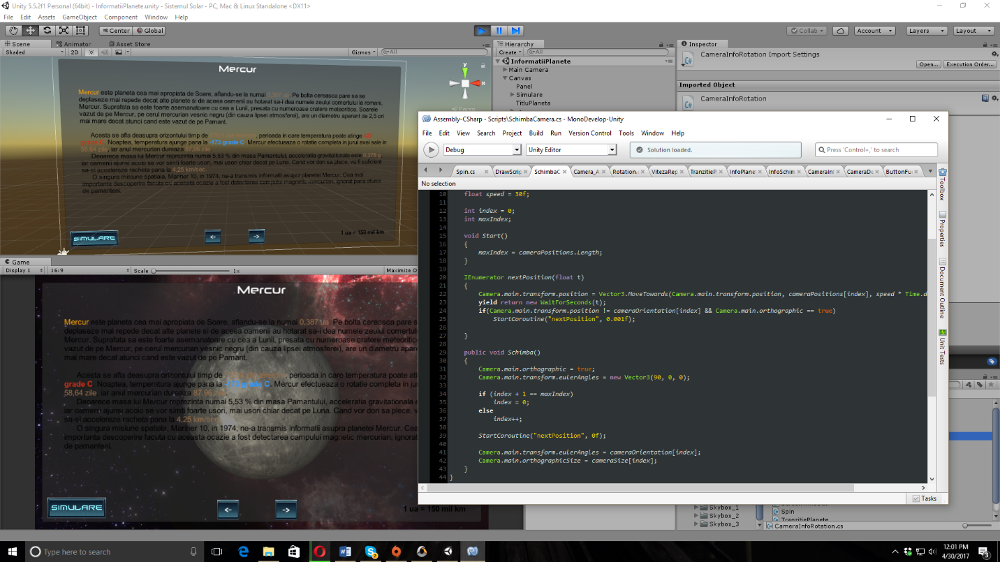 Unity 5.5.2f1 Personal (64bit) - InformatiiPlanete.unity - Sistemul Solar - PC, Mac & Linux Standalone <DX11>
File Edit Assets GameObject Component Window Help
Center Global
Collab Account Layers Layout
Scene Animator Asset Store
Shaded 2D Gizmos All
y
x
Persp
Mercur
Mercur este planeta cea mai apropiata de Soare, aflandu-se la numai 0,387 ua. Pe bolta cereasca pare sa se
deplaseze mai repede decat alte planete si de aceea oamenii au hotarat sa-i dea numele zeului comertului la romani,
Mercur. Suprafata sa este foarte asemanatoare cu cea a Lunii, presata cu numeroase cratere meteoritice. Soarele
vazut de pe Mercur, pe cerul mercurian vesnic negru (din cauza lipsei atmosferei), are un diametru aparent de 2,5 ori
mai mare decat atunci cand este vazut de pe Pamant.
Acesta se afla deasupra orizontului timp de perioada in care temperatura poate atinge
grade C. Noaptea, temperatura ajunge pana la -173 grade C. Mercur efectueaza o rotatie completa in jurul axei sale in
58,64 zile, iar anul mercurian dureaza 87,96 zile.
Deoarece masa lui Mercur reprezinta numai 5,53 % din masa Pamantului, acceleratia gravitationala este 0,378 g
iar oamenii ajunsi acolo se vor simti foarte usori, mai usori chiar decat pe Luna. Cand vor dori sa plece, va fi suficient
sa-si accelereze racheta pana la 4,25 km/sec.
O singura misiune spatiala, Mariner 10, in 1974, ne-a transmis informatii asupra planetei Mercur. Cea mai
importanta descoperire facuta cu aceasta ocazie a fost detectarea campului magnetic mercurian, ignorat pana atunci
de pamanteni.
SIMULARE <- -> 1 ua = 150 mil km
Game
Display 1 16:9 Scale 1x Maximize O
Mercur
Mercur este planeta cea mai apropiata de Soare, aflandu-se la numai 0,387 ua. Pe bolta cereasca pare s
deplaseze mai repede decat alte planete si de aceea oamenii au hotarat sa-i dea numele zeului comertului
Mercur. Suprafata sa este foarte asemanatoare cu cea a Lunii, presata cu numeroase cratere meteoritice
vazut de pe Mercur, pe cerul mercurian vesnic negru (din cauza lipsei atmosferei), are un diametru aparen
mai mare decat atunci cand este vazut de pe Pamant.
Acesta se afla deasupra orizontului timp de perioada in care temperatura poate ati
grade C. Noaptea, temperatura ajunge pana la -173 grade C. Mercur efectueaza o rotatie completa in jur
58,64 zile, iar anul mercurian dureaza 87,96
Deoarece masa lui Mercur reprezinta numai 5,53 % din masa Pamantului, acceleratia gravitationala e
iar oamenii ajunsi acolo se vor simti foarte usori, mai usori chiar decat pe Luna. Cand vor dori sa plece, v
sa-si accelereze racheta pana la 4,25 km/sec.
O singura misiune spatiala, Mariner 10, in 1974, ne-a transmis informatii asupra planetei Mercur. Cea
importanta descoperire facuta cu aceasta ocazie a fost detectarea campului magnetic mercurian, ignorat
de pamanteni.
SIMULARE <- -> 1 ua = 150 mil km
Hierarchy
Create All
InformatiiPlanete
Main Camera
Canvas
Panel
Simulare
TitluPlaneta
Inspector
CameraInfoRotation Import Settings
Open... Execution Order...
Imported Object
CameraInfoRotation
Assembly-CSharp - Scripts\SchimbaCamera.cs - MonoDevelop-Unity
File Edit View Search Project Build Run Version Control Tools Window Help
Debug Unity Editor Solution loaded. Press 'Control+,' to search
Spin.cs DrawScrip SchimbaC Camera_A Rotation. VitezaRep TranzitieP InfoPlane InfoSchim CameraInf CameraDe ButtonFu
No selection
10 float speed = 30f;
11
12 int index = 0;
13 int maxIndex;
14
15 void Start()
16 {
17 maxIndex = cameraPositions.Length;
18 }
19
20 IEnumerator nextPosition(float t)
21 {
22 Camera.main.transform.position = Vector3.MoveTowards(Camera.main.transform.position, cameraPositions[index], speed * Time.d
23 yield return new WaitForSeconds(t);
24 if(Camera.main.transform.position != cameraOrientation[index] && Camera.main.orthographic == true)
25 StartCoroutine("nextPosition", 0.001f);
26
27 }
28
29 public void Schimba()
30 {
31 Camera.main.orthographic = true;
32 Camera.main.transform.eulerAngles = new Vector3(90, 0, 0);
33
34 if (index + 1 == maxIndex)
35 index = 0;
36 else
37 index++;
38
39 StartCoroutine("nextPosition", 0f);
40
41 Camera.main.transform.eulerAngles = cameraOrientation[index];
42 Camera.main.orthographicSize = cameraSize[index];
43 }
44 }
Toolbox
Properties
Document Outline
Unit Tests
Tasks
Skybox_1
Skybox_2
Skybox_3
Spin
TranzitiePlanete
CameraInfoRotation.cs
Type here to search
7
12:01 PM
4/30/2017
3